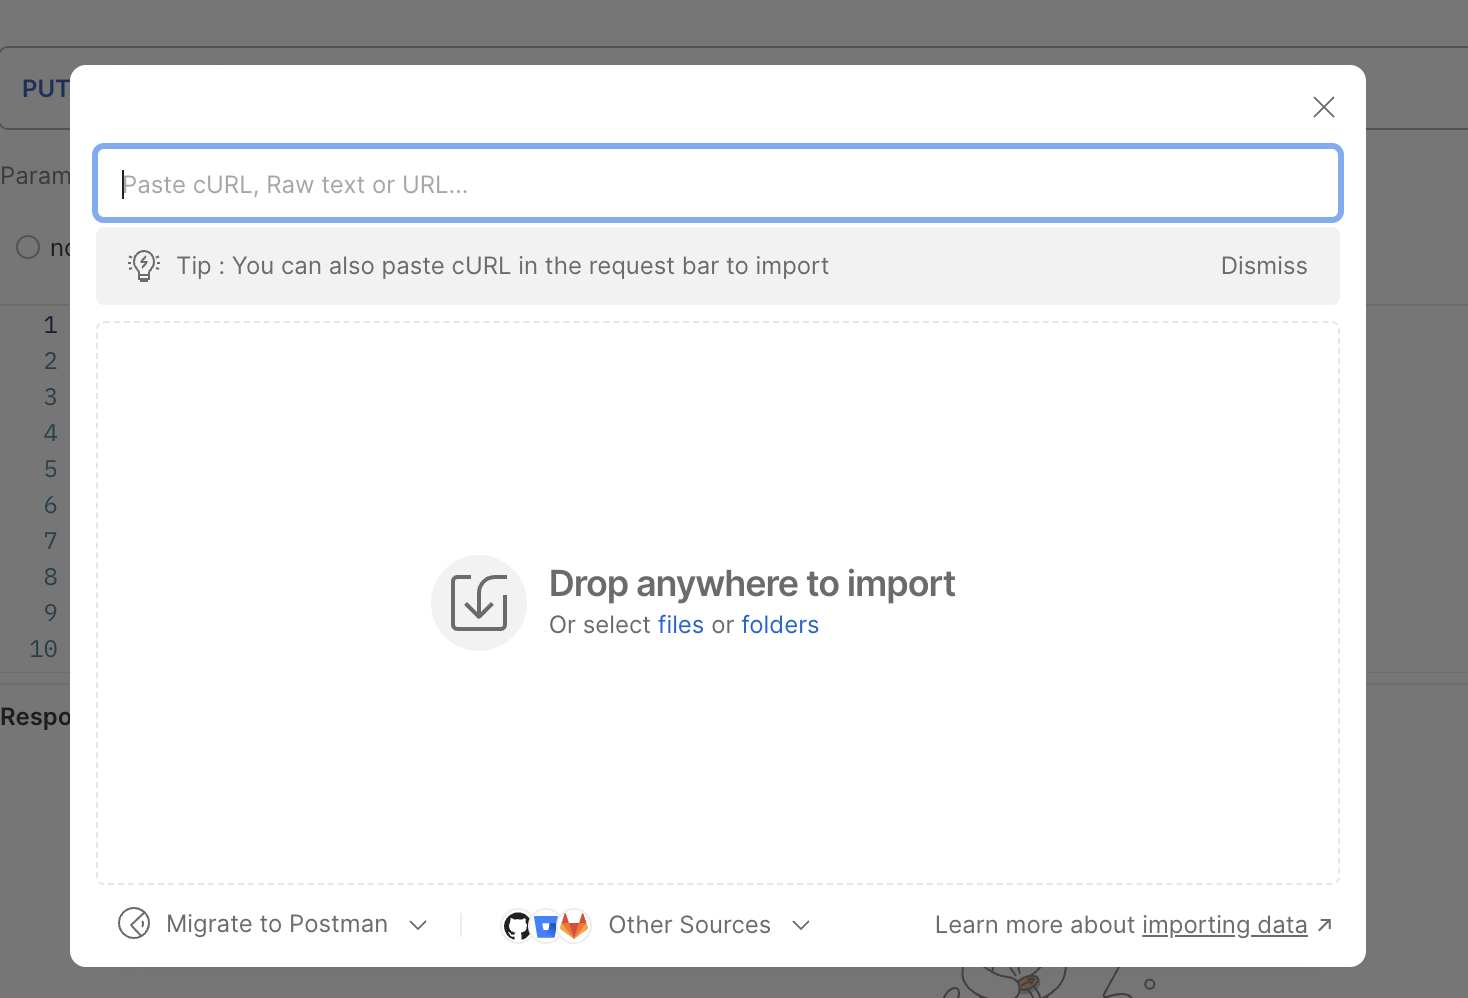 PUT
Param
no
1
2
3
4
5
6
7
8
9
10
Respo
Paste cURL, Raw text or URL...
Tip : You can also paste cURL in the request bar to import
Dismiss
Drop anywhere to import
Or select files or folders
Migrate to Postman
Other Sources
Learn more about importing data